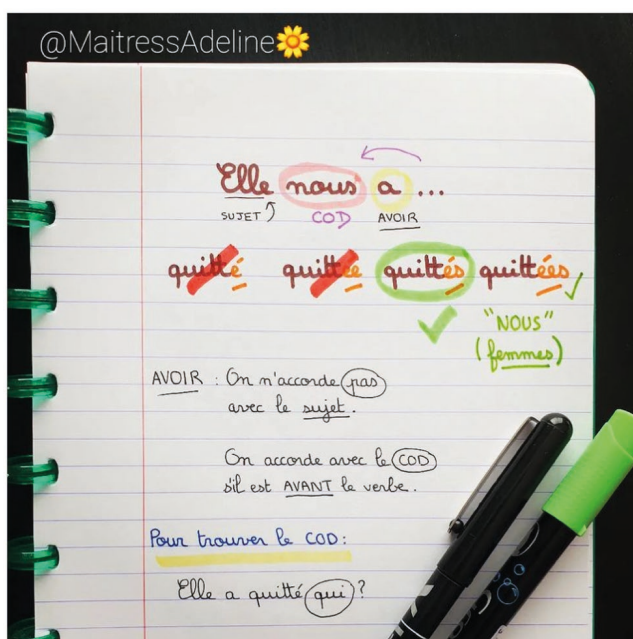 @MaitressAdeline🌼
Elle nous a ...
SUJET COD AVOIR
quitté quittée quittés quittées
"NOUS"
(femmes)
AVOIR : On n'accorde pas
avec le sujet.
On accorde avec le COD
s'il est AVANT le verbe.
Pour trouver le COD :
Elle a quitté qui ?